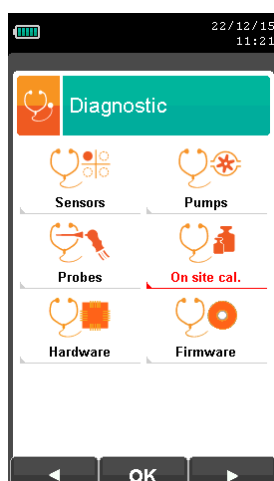 22/12/15
11:21
Diagnostic
Sensors
Pumps
Probes
On site cal.
Hardware
Firmware
OK